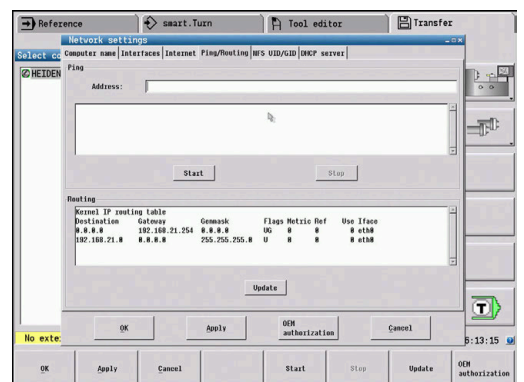 Reference smart.Turn Tool editor Transfer
Network settings
Select co
Computer name Interfaces Internet Ping/Routing NFS UID/GID DHCP server
HEIDEN
Ping
Address:
Start Stop
Routing
Kernel IP routing table
Destination Gateway Genmask Flags Metric Ref Use Iface
0.0.0.0 192.168.21.254 0.0.0.0 UG 0 0 0 eth0
192.168.21.0 0.0.0.0 255.255.255.0 U 0 0 0 eth0
Update
OK Apply OEM authorization Cancel
T
No exte
6:13:15
OK Apply Cancel Start Stop Update OEM authorization